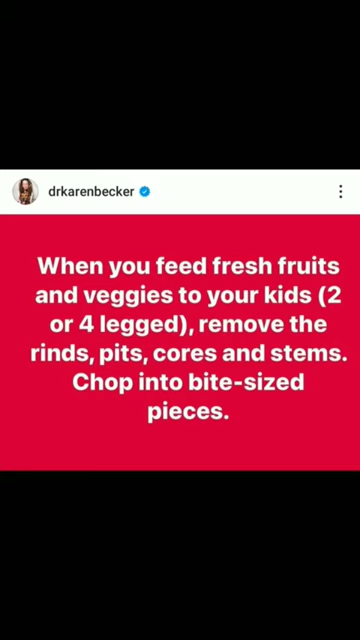 drkarenbecker
When you feed fresh fruits
and veggies to your kids (2
or 4 legged), remove the
rinds, pits, cores and stems.
Chop into bite-sized
pieces.